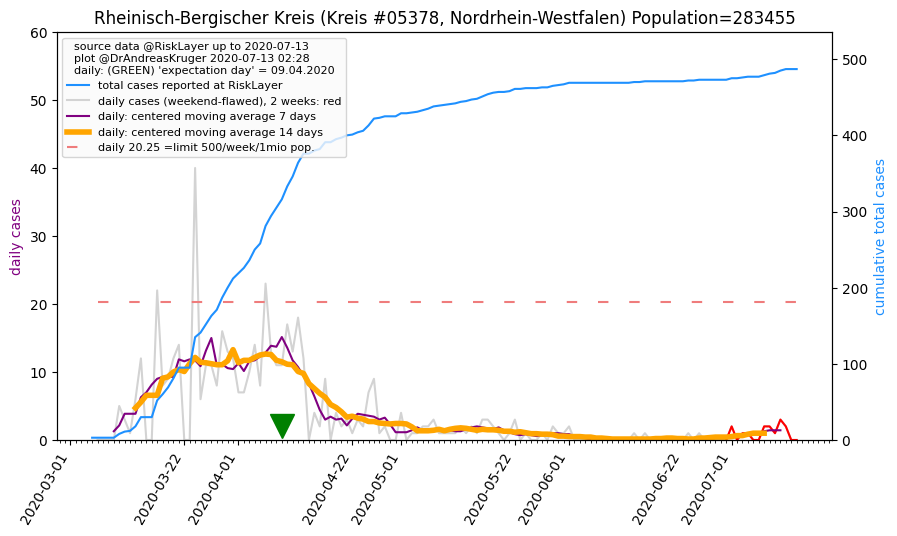 Rheinisch-Bergischer Kreis (Kreis #05378, Nordrhein-Westfalen) Population=283455
source data @RiskLayer up to 2020-07-13
plot @DrAndreasKruger 2020-07-13 02:28
daily: (GREEN) 'expectation day' = 09.04.2020
total cases reported at RiskLayer
daily cases (weekend-flawed), 2 weeks: red
daily: centered moving average 7 days
daily: centered moving average 14 days
daily 20.25 =limit 500/week/1mio pop.
daily cases
60
50
40
30
20
10
0
cumulative total cases
500
400
300
200
100
0
2020-03-01
2020-03-22
2020-04-01
2020-04-22
2020-05-01
2020-05-22
2020-06-01
2020-06-22
2020-07-01